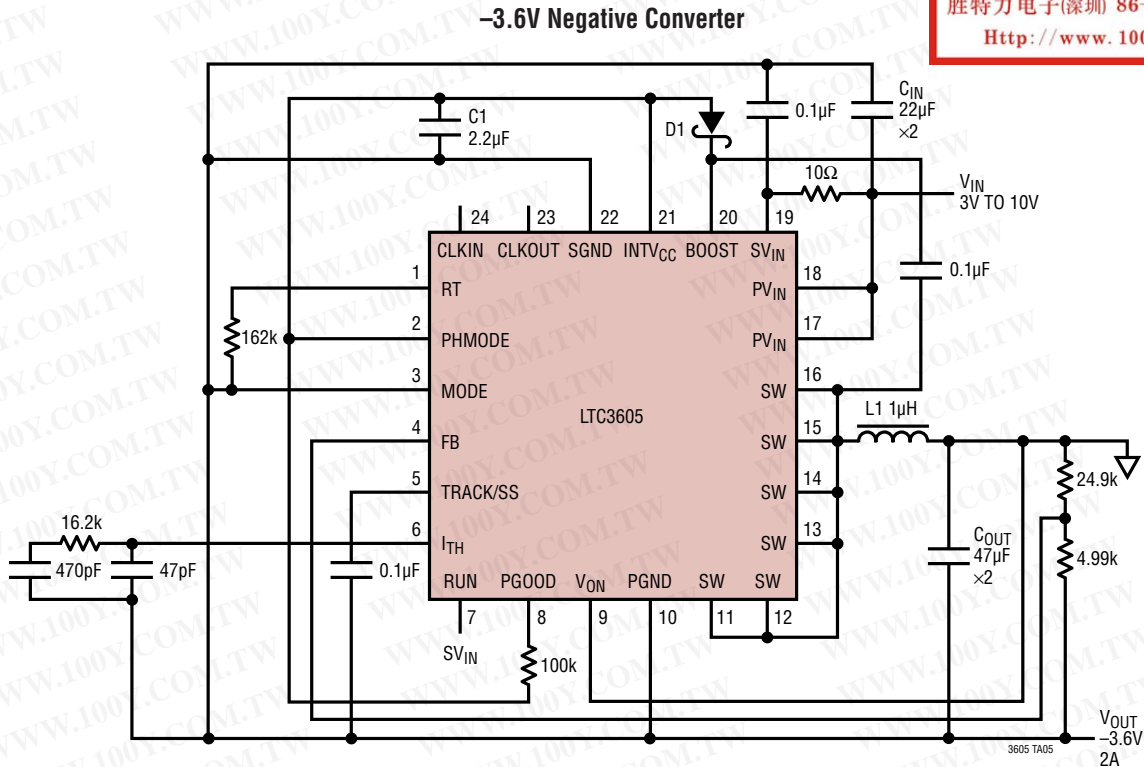 –3.6V Negative Converter
胜特力电子(深圳) 86-
Http://www.100
C1
2.2µF
D1
0.1µF
CIN
22µF
×2
10Ω
VIN
3V TO 10V
0.1µF
24
23
22
21
20
19
CLKIN
CLKOUT
SGND
INTVCC
BOOST
SVIN
1
RT
18
PVIN
162k
2
PHMODE
17
PVIN
3
MODE
16
SW
LTC3605
4
FB
15
SW
L1 1µH
5
TRACK/SS
14
SW
24.9k
6
ITH
13
SW
16.2k
470pF
47pF
0.1µF
COUT
47µF
×2
4.99k
RUN
PGOOD
VON
PGND
SW
SW
7
8
9
10
11
12
SVIN
100k
VOUT
–3.6V
2A
3605 TA05
WWW.100Y.COM.TW